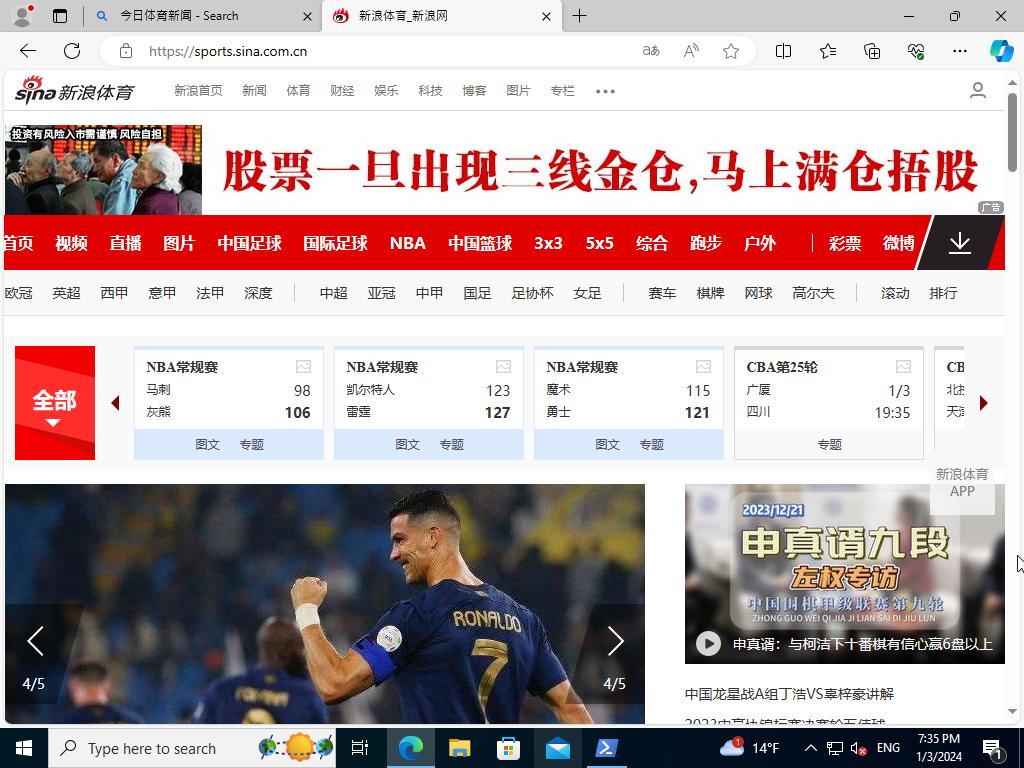 今日体育新闻 - Search
新浪体育_新浪网
https://sports.sina.com.cn
sina新浪体育
新浪首页 新闻 体育 财经 娱乐 科技 博客 图片 专栏
投资有风险入市需谨慎 风险自担
股票一旦出现三线金仓,马上满仓捂股
广告
首页 视频 直播 图片 中国足球 国际足球 NBA 中国篮球 3x3 5x5 综合 跑步 户外 彩票 微博
欧冠 英超 西甲 意甲 法甲 深度 中超 亚冠 中甲 国足 足协杯 女足 赛车 棋牌 网球 高尔夫 滚动 排行
全部
NBA常规赛
马刺 98
灰熊 106
图文 专题
NBA常规赛
凯尔特人 123
雷霆 127
图文 专题
NBA常规赛
魔术 115
勇士 121
图文 专题
CBA第25轮
广厦 1/3
四川 19:35
专题
新浪体育
APP
RONALDO
7
4/5
4/5
2023/12/21
申真谞九段
左权专访
中国围棋甲级联赛第九轮
ZHONG GUO WEI QI JIA JI LIAN SAI DI JIU LUN
申真谞：与柯洁下十番棋有信心赢6盘以上
中国龙星战A组丁浩VS辜梓豪讲解
Type here to search
1
14°F
ENG
7:35 PM
1/3/2024
1